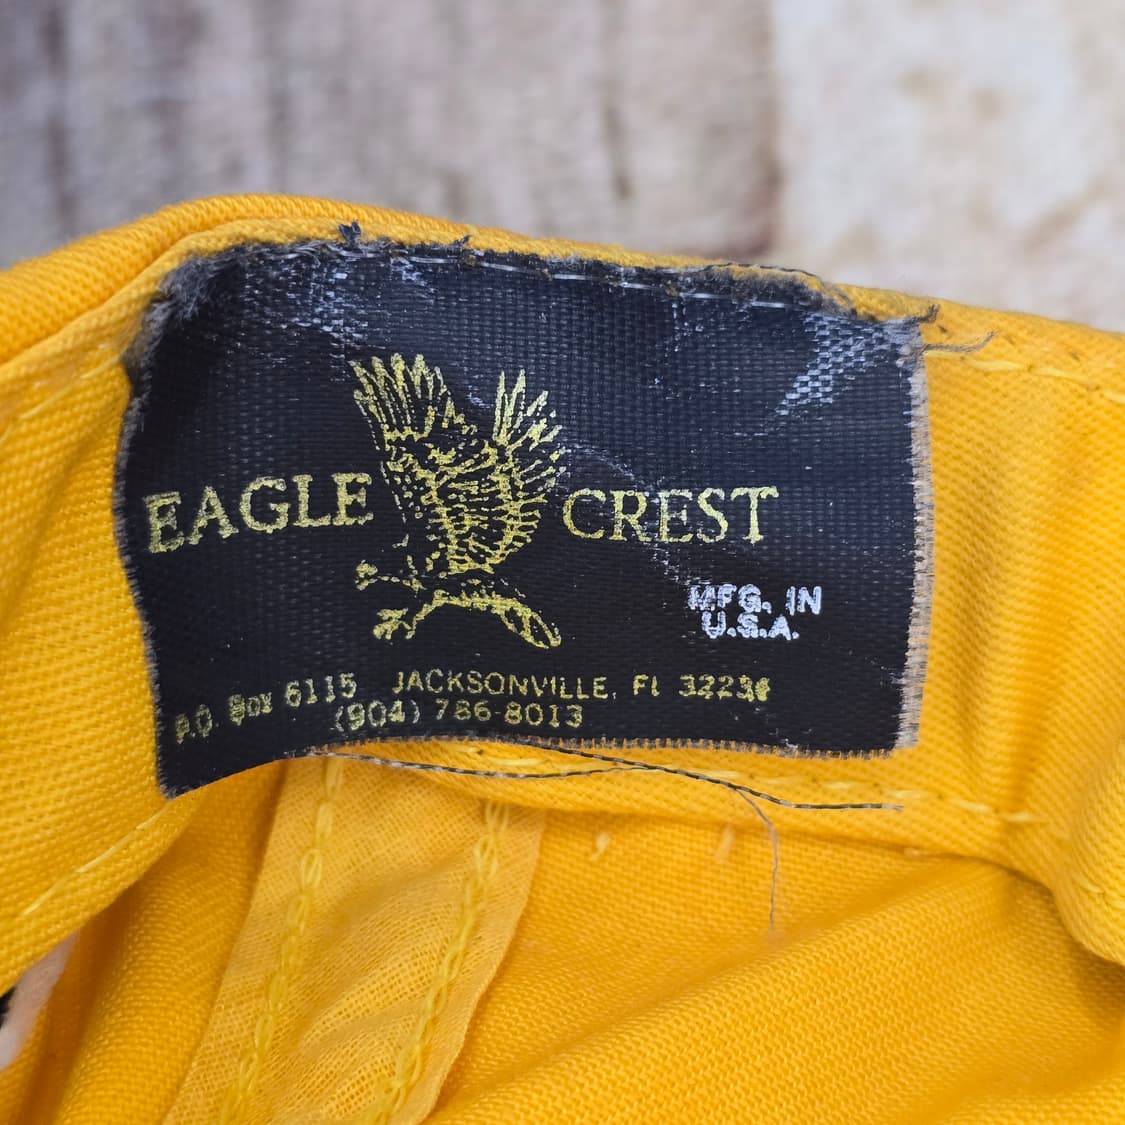 EAGLE CREST
MFG. IN
U.S.A.
P.O. Box 6115 JACKSONVILLE, Fl 32236
(904) 786-8013